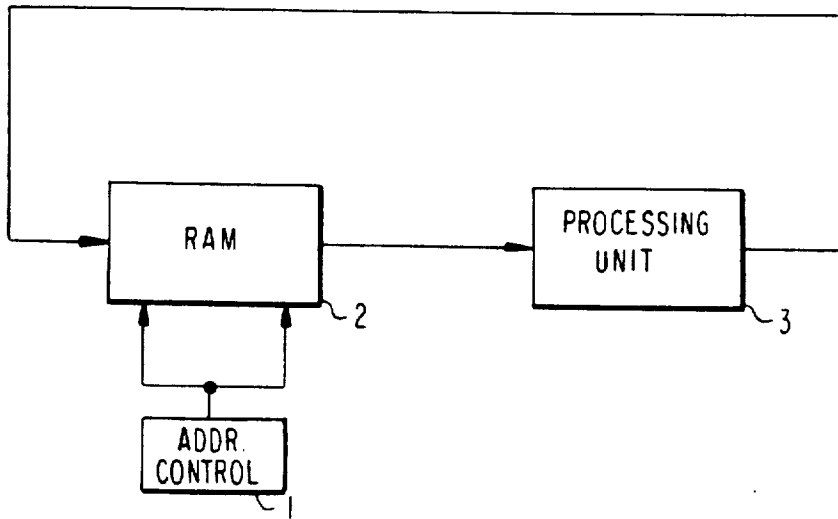 RAM
2
PROCESSING
UNIT
3
ADDR.
CONTROL
1